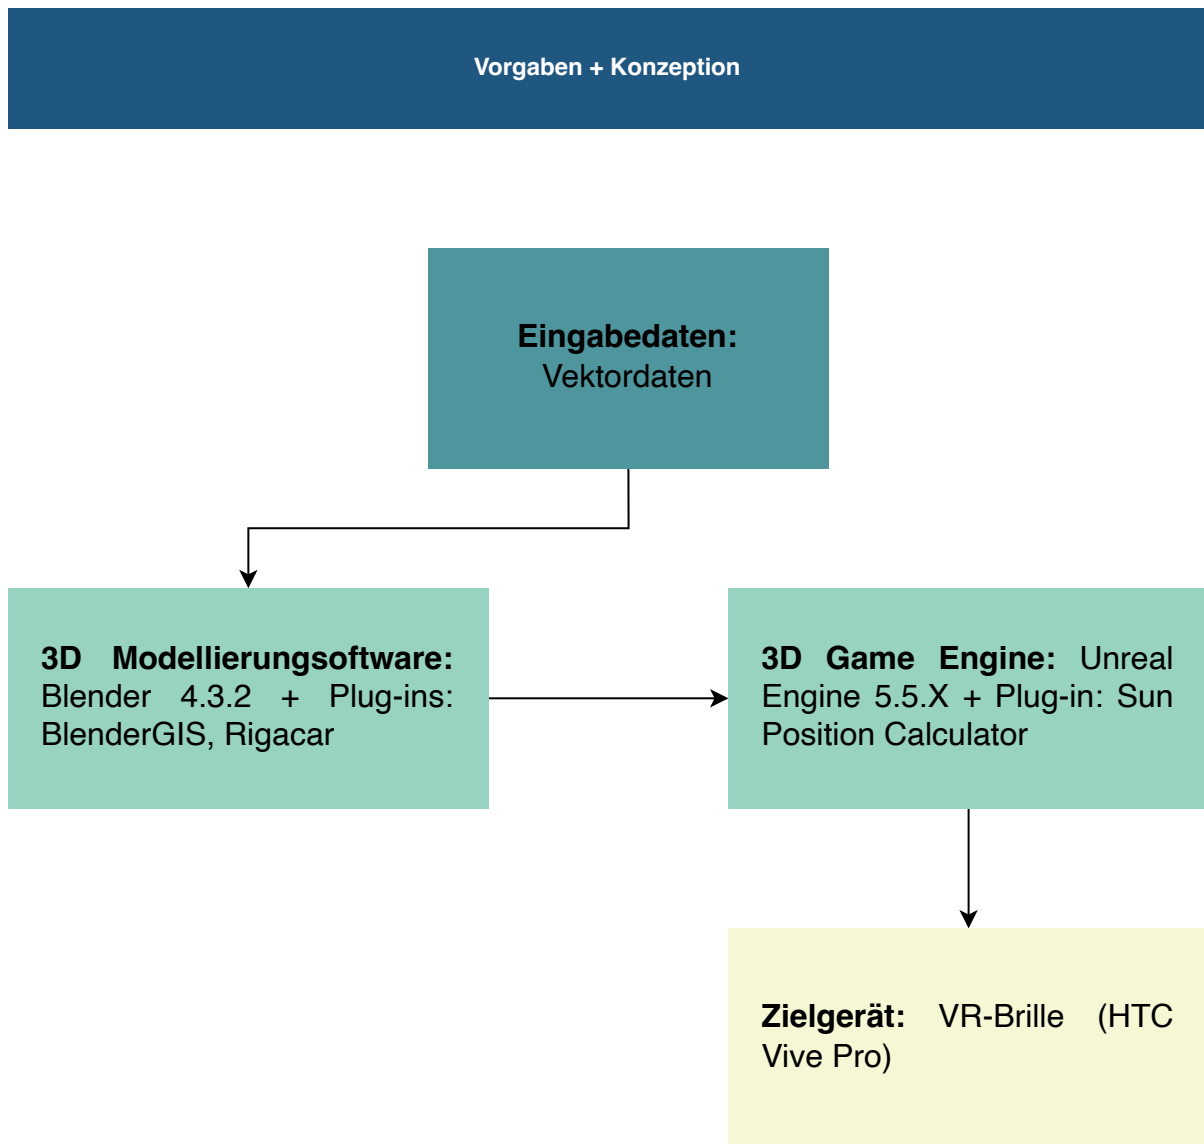 Vorgaben + Konzeption
Eingabedaten:
Vektordaten
3D Modellierungsoftware:
Blender 4.3.2 + Plug-ins:
BlenderGIS, Rigacar
3D Game Engine: Unreal
Engine 5.5.X + Plug-in: Sun
Position Calculator
Zielgerät: VR-Brille (HTC
Vive Pro)